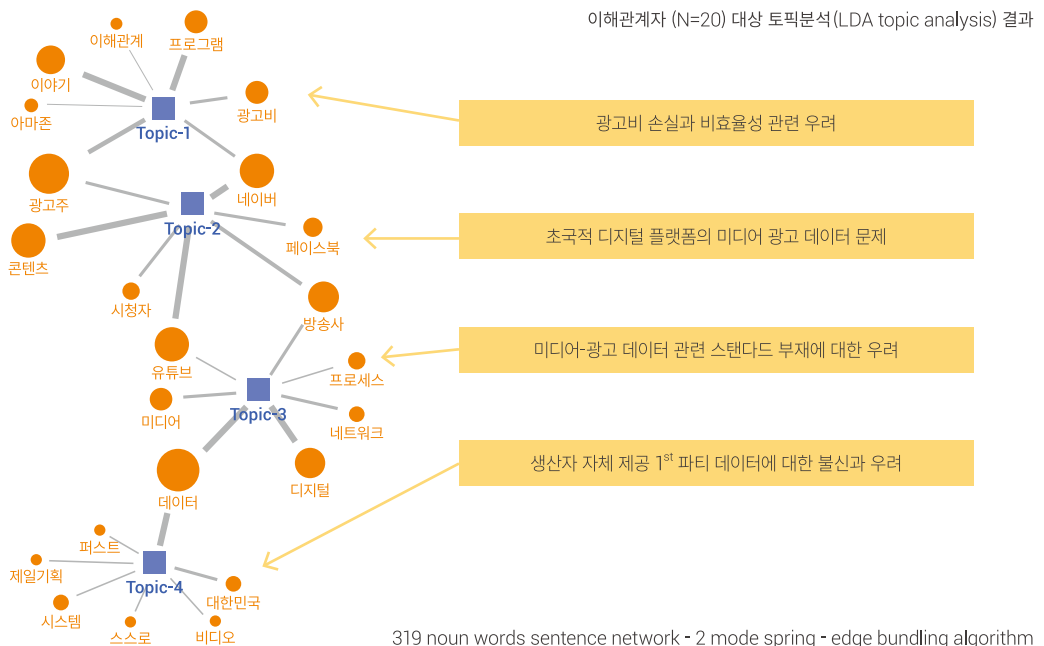 이해관계자 (N=20) 대상 토픽분석(LDA topic analysis) 결과
이해관계
프로그램
이야기
아마존
광고비
Topic-1
광고비 손실과 비효율성 관련 우려
광고주
네이버
Topic-2
초국적 디지털 플랫폼의 미디어 광고 데이터 문제
페이스북
콘텐츠
시청자
방송사
미디어-광고 데이터 관련 스탠다드 부재에 대한 우려
유튜브
프로세스
미디어
Topic-3
네트워크
생산자 자체 제공 1st 파티 데이터에 대한 불신과 우려
데이터
디지털
퍼스트
제일기획
Topic-4
대한민국
시스템
스스로
비디오
319 noun words sentence network - 2 mode spring - edge bundling algorithm